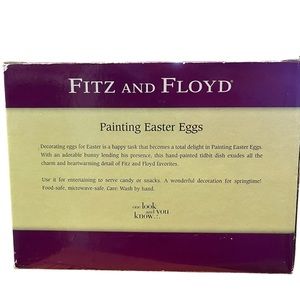 FITZ AND FLOYD®
Painting Easter Eggs
Decorating eggs for Easter is a happy task that becomes a total delight in Painting Easter Eggs.
With an adorable bunny lending his presence, this hand-painted tidbit dish exudes all the
charm and heartwarming detail of Fitz and Floyd favorites.
Use it for entertaining to serve candy or snacks. A wonderful decoration for springtime!
Food-safe, microwave-safe. Care: Wash by hand.
one look
and you
know...